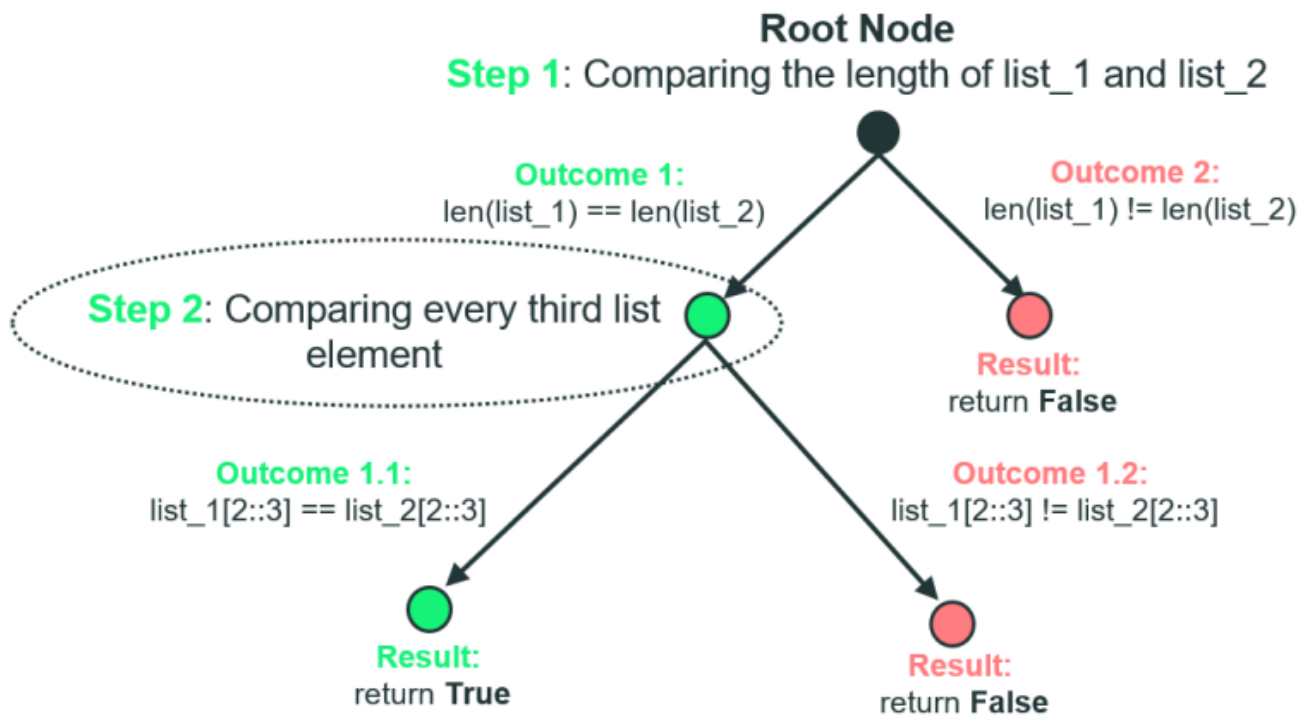 Root Node
Step 1: Comparing the length of list_1 and list_2
Outcome 1:
len(list_1) == len(list_2)
Outcome 2:
len(list_1) != len(list_2)
Step 2: Comparing every third list
element
Result:
return False
Outcome 1.1:
list_1[2::3] == list_2[2::3]
Outcome 1.2:
list_1[2::3] != list_2[2::3]
Result:
return True
Result:
return False